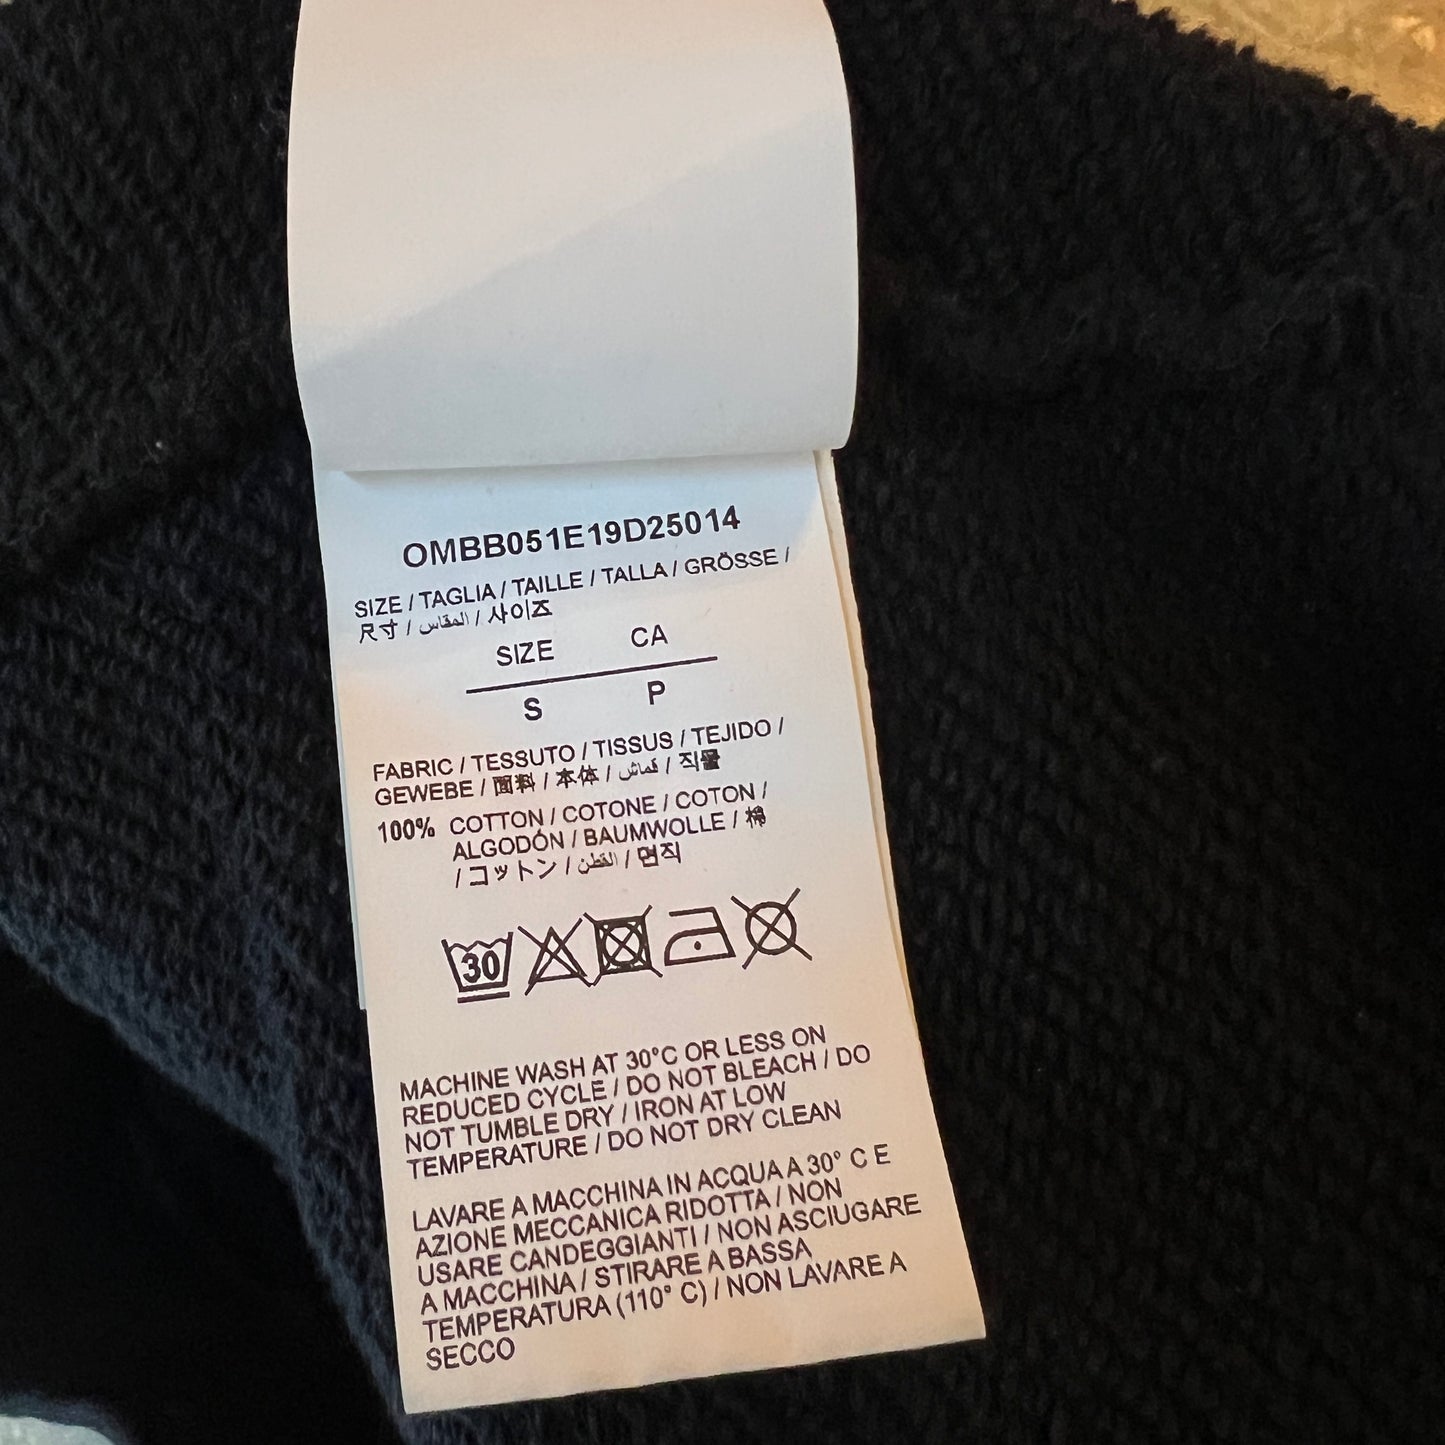 OMBB051E19D25014
SIZE / TAGLIA / TAILLE / TALLA / GRÖSSE /
尺寸 / المقاس / 사이즈
SIZE CA
S P
FABRIC / TESSUTO / TISSUS / TEJIDO /
GEWEBE / 面料 / 本体 / قماش / 직물
100% COTTON / COTONE / COTON /
ALGODÓN / BAUMWOLLE / 棉
/ コットン / القطن / 면직
30
MACHINE WASH AT 30°C OR LESS ON
REDUCED CYCLE / DO NOT BLEACH / DO
NOT TUMBLE DRY / IRON AT LOW
TEMPERATURE / DO NOT DRY CLEAN
LAVARE A MACCHINA IN ACQUA A 30° C E
AZIONE MECCANICA RIDOTTA / NON
USARE CANDEGGIANTI / NON ASCIUGARE
A MACCHINA / STIRARE A BASSA
TEMPERATURA (110° C) / NON LAVARE A
SECCO